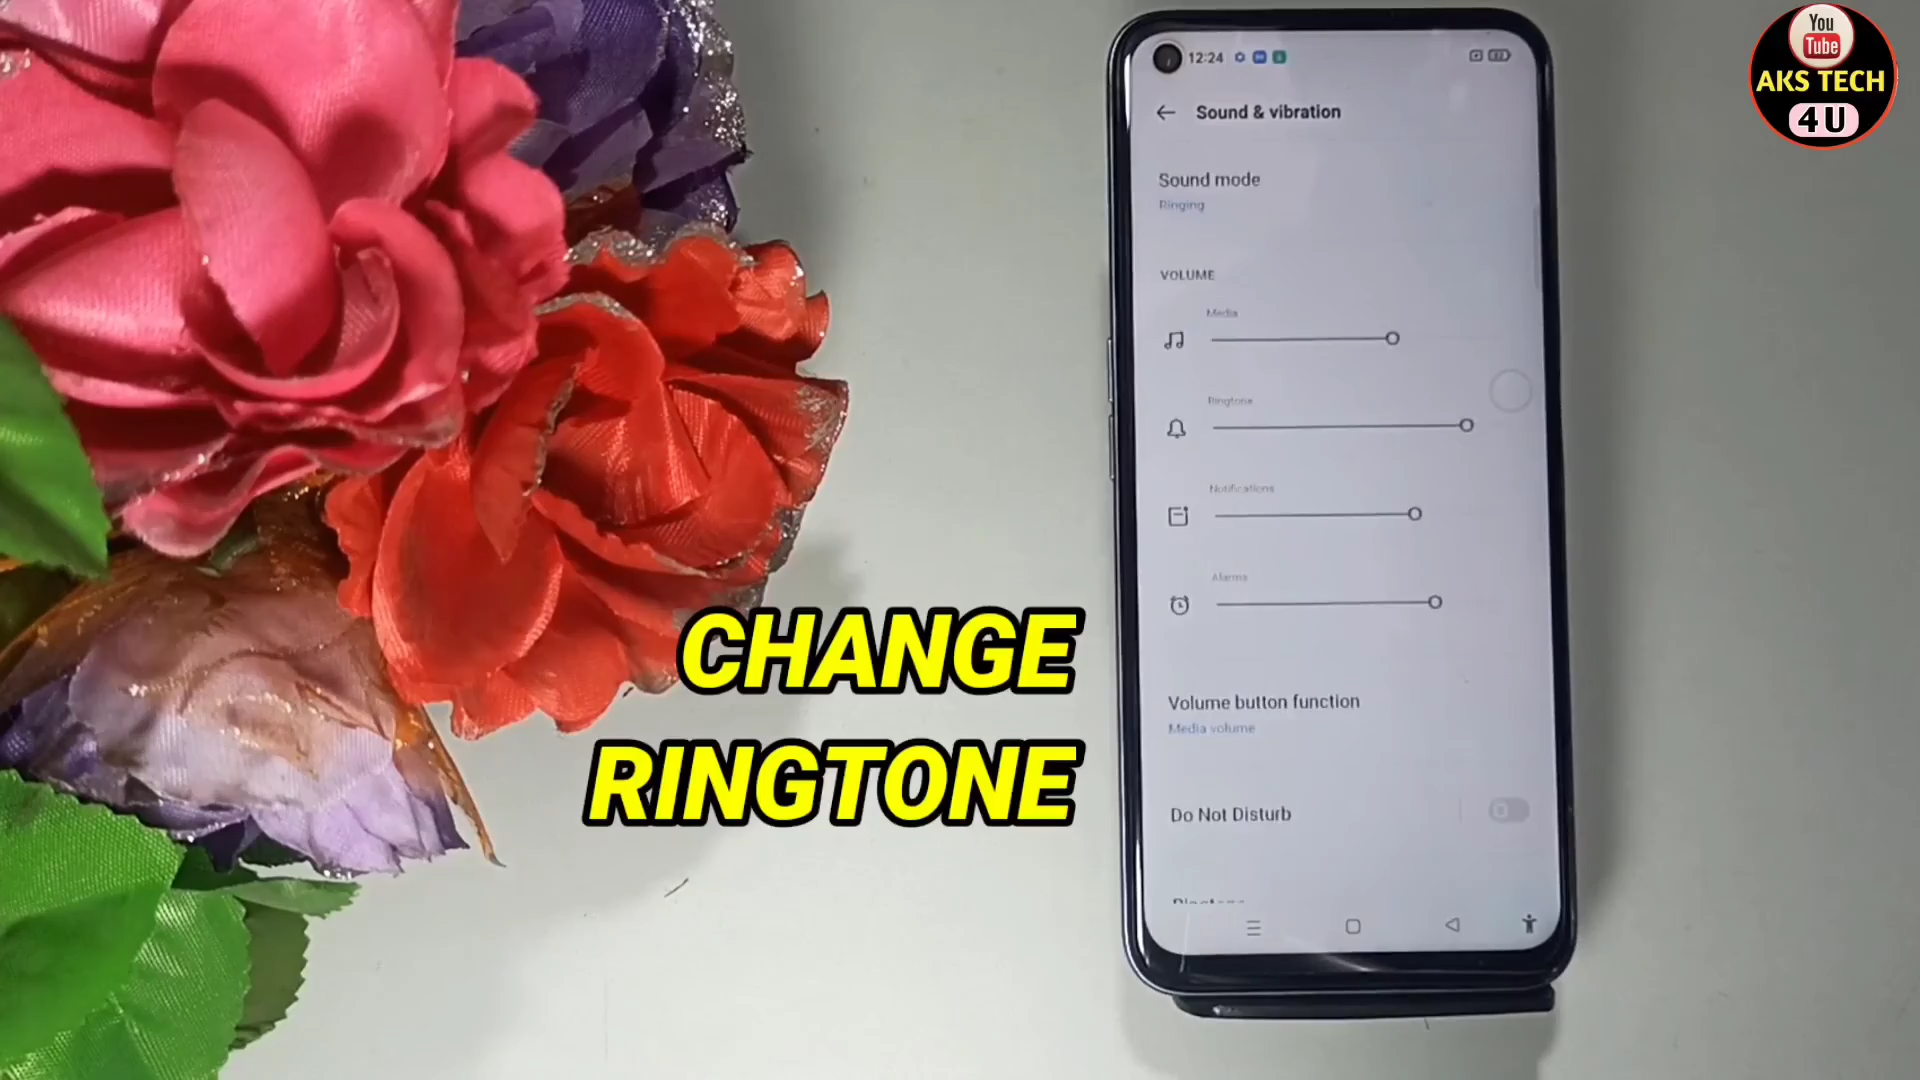 You
Tube
AKS TECH
4U
12:24
Sound & vibration
Sound mode
Ringing
VOLUME
Media
Ringtone
Notifications
Alarms
Volume button function
Media volume
Do Not Disturb
CHANGE
RINGTONE